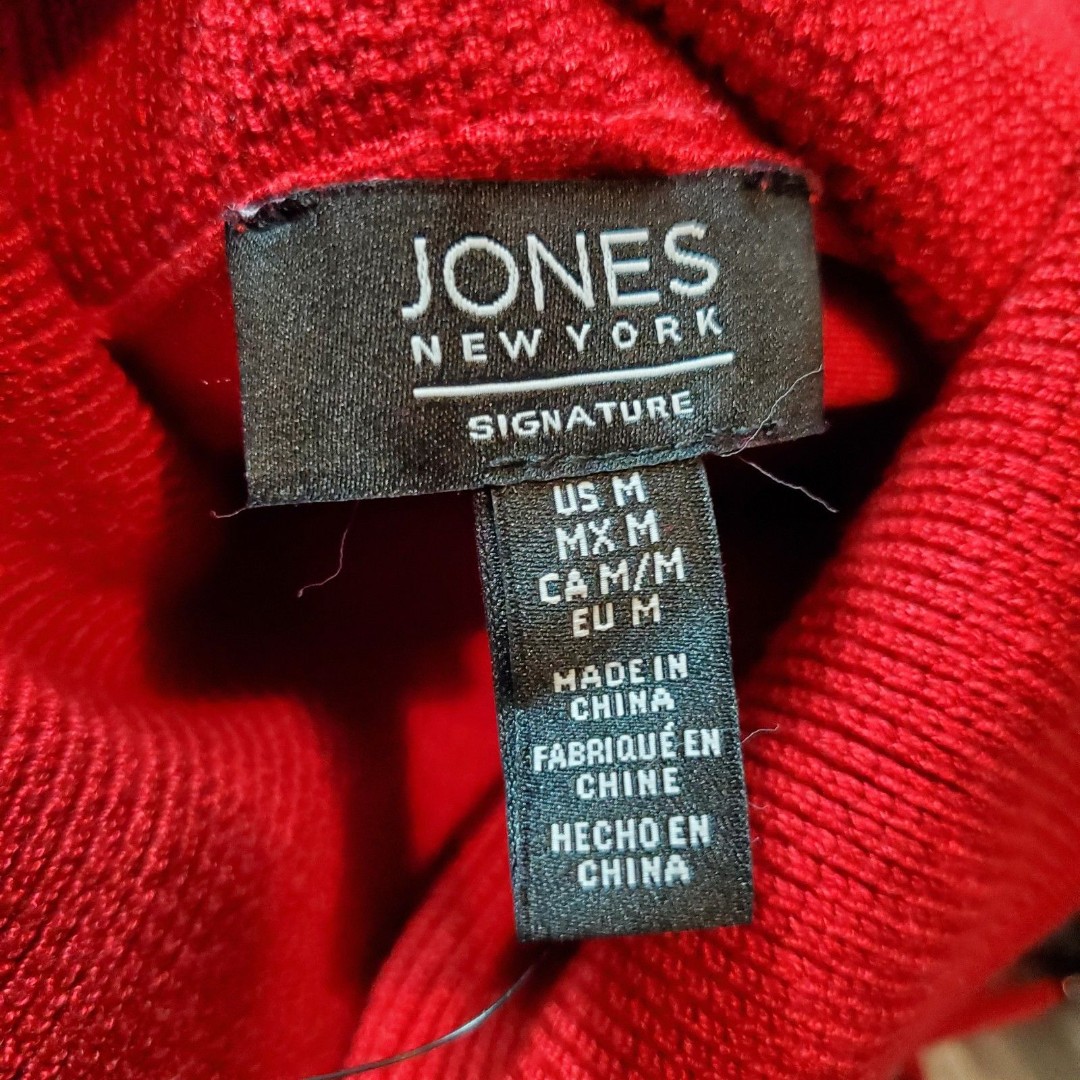 JONES
NEW YORK
SIGNATURE
US M
MX M
CA M/M
EU M
MADE IN
CHINA
FABRIQUÉ EN
CHINE
HECHO EN
CHINA